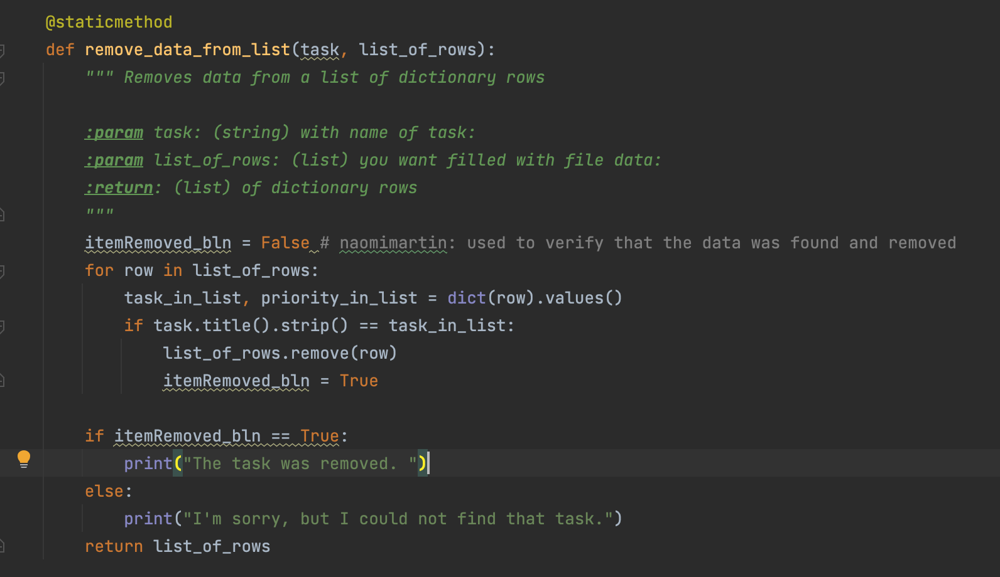 @staticmethod
def remove_data_from_list(task, list_of_rows):
    """ Removes data from a list of dictionary rows

    :param task: (string) with name of task:
    :param list_of_rows: (list) you want filled with file data:
    :return: (list) of dictionary rows
    """
    itemRemoved_bln = False # naomimartin: used to verify that the data was found and removed
    for row in list_of_rows:
        task_in_list, priority_in_list = dict(row).values()
        if task.title().strip() == task_in_list:
            list_of_rows.remove(row)
            itemRemoved_bln = True

    if itemRemoved_bln == True:
        print("The task was removed. ")
    else:
        print("I'm sorry, but I could not find that task.")
    return list_of_rows